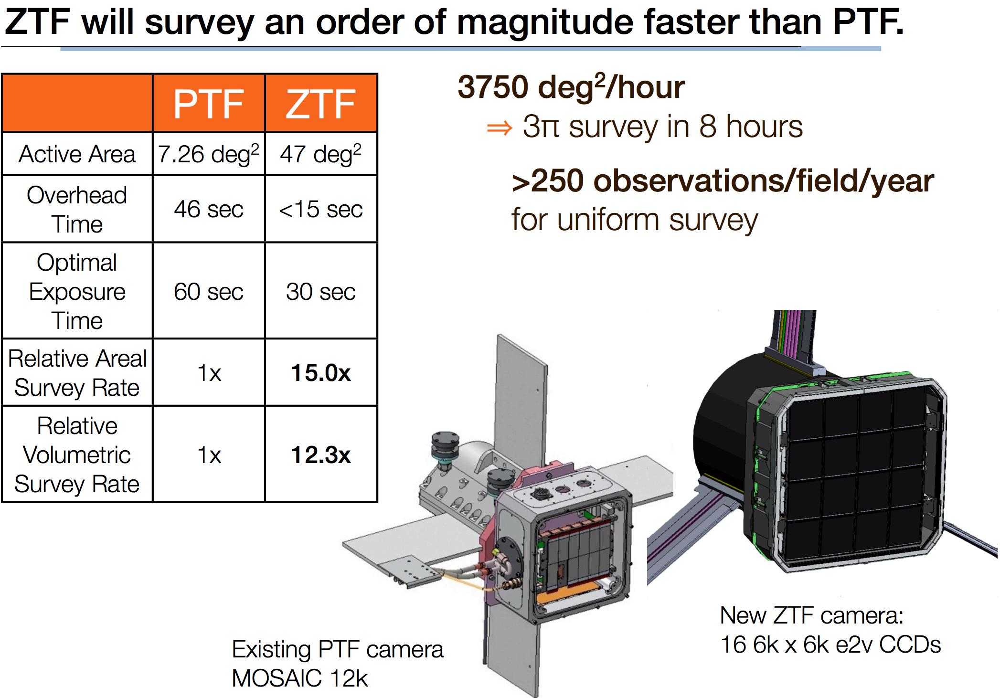 ZTF will survey an order of magnitude faster than PTF.
PTF ZTF
Active Area 7.26 deg² 47 deg²
Overhead
Time 46 sec <15 sec
Optimal
Exposure
Time 60 sec 30 sec
Relative Areal
Survey Rate 1x 15.0x
Relative
Volumetric
Survey Rate 1x 12.3x
3750 deg²/hour
⇒ 3π survey in 8 hours
>250 observations/field/year
for uniform survey
Existing PTF camera
MOSAIC 12k
New ZTF camera:
16 6k x 6k e2v CCDs